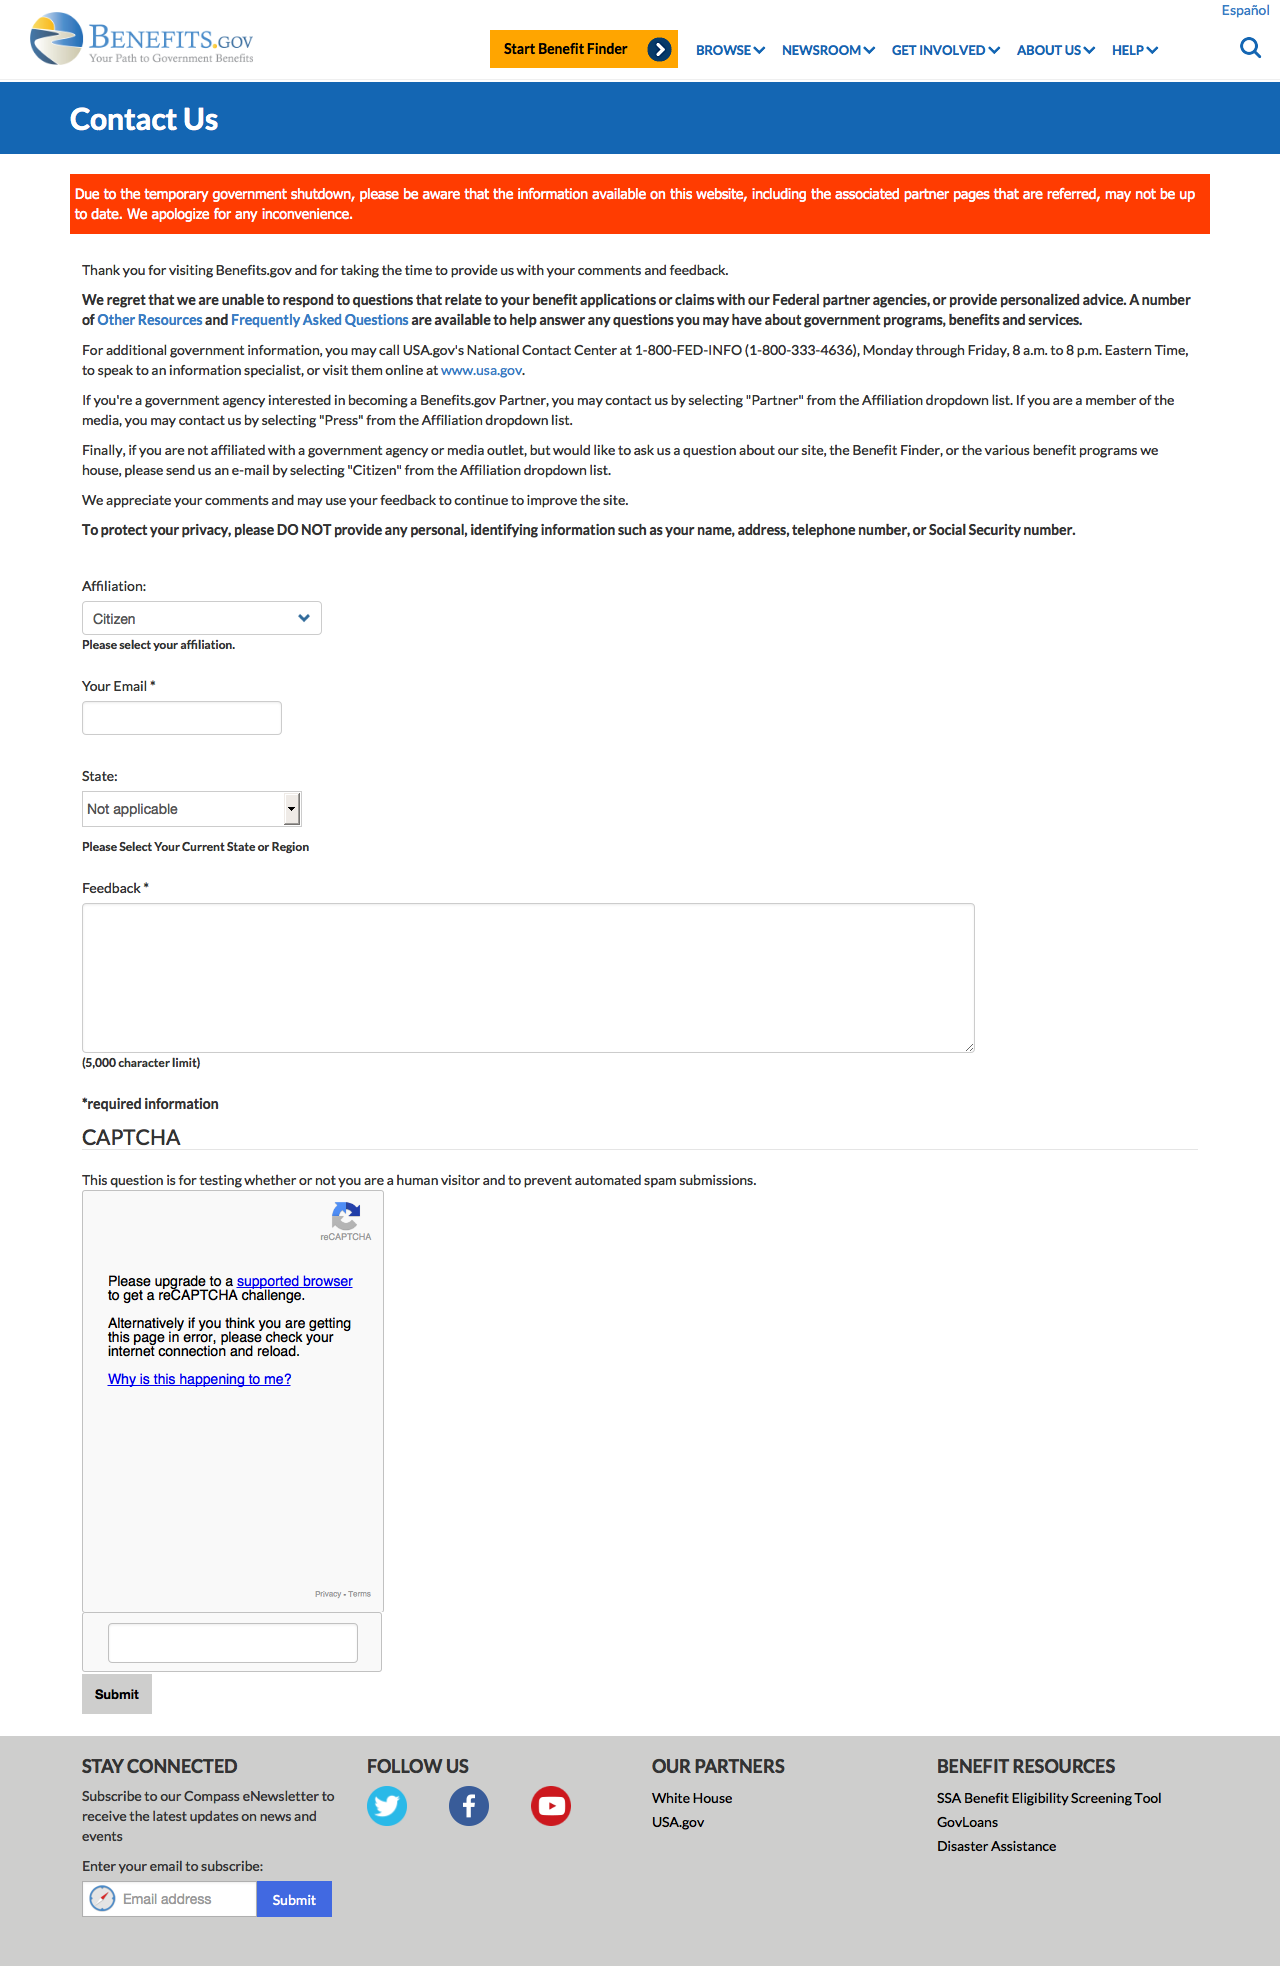 Español
BENEFITS.GOV
Your Path to Government Benefits
Start Benefit Finder
BROWSE NEWSROOM GET INVOLVED ABOUT US HELP
Contact Us
Due to the temporary government shutdown, please be aware that the information available on this website, including the associated partner pages that are referred, may not be up
to date. We apologize for any inconvenience.
Thank you for visiting Benefits.gov and for taking the time to provide us with your comments and feedback.
We regret that we are unable to respond to questions that relate to your benefit applications or claims with our Federal partner agencies, or provide personalized advice. A number
of Other Resources and Frequently Asked Questions are available to help answer any questions you may have about government programs, benefits and services.
For additional government information, you may call USA.gov's National Contact Center at 1-800-FED-INFO (1-800-333-4636), Monday through Friday, 8 a.m. to 8 p.m. Eastern Time,
to speak to an information specialist, or visit them online at www.usa.gov.
If you're a government agency interested in becoming a Benefits.gov Partner, you may contact us by selecting "Partner" from the Affiliation dropdown list. If you are a member of the
media, you may contact us by selecting "Press" from the Affiliation dropdown list.
Finally, if you are not affiliated with a government agency or media outlet, but would like to ask us a question about our site, the Benefit Finder, or the various benefit programs we
house, please send us an e-mail by selecting "Citizen" from the Affiliation dropdown list.
We appreciate your comments and may use your feedback to continue to improve the site.
To protect your privacy, please DO NOT provide any personal, identifying information such as your name, address, telephone number, or Social Security number.
Affiliation:
Citizen
Please select your affiliation.
Your Email *
State:
Not applicable
Please Select Your Current State or Region
Feedback *
(5,000 character limit)
*required information
CAPTCHA
This question is for testing whether or not you are a human visitor and to prevent automated spam submissions.
reCAPTCHA
Please upgrade to a supported browser
to get a reCAPTCHA challenge.
Alternatively if you think you are getting
this page in error, please check your
internet connection and reload.
Why is this happening to me?
Privacy - Terms
Submit
STAY CONNECTED
Subscribe to our Compass eNewsletter to
receive the latest updates on news and
events
Enter your email to subscribe:
Email address
Submit
FOLLOW US
OUR PARTNERS
White House
USA.gov
BENEFIT RESOURCES
SSA Benefit Eligibility Screening Tool
GovLoans
Disaster Assistance